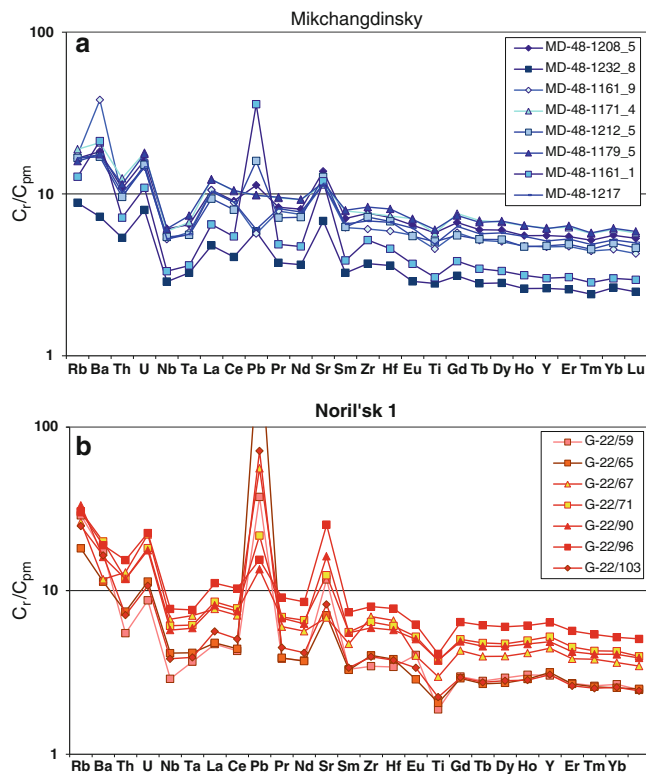 Mikchangdinsky
100
a
MD-48-1208_5
MD-48-1232_8
MD-48-1161_9
MD-48-1171_4
MD-48-1212_5
MD-48-1179_5
MD-48-1161_1
MD-48-1217
Cr/Cpm
10
1
Rb Ba Th U Nb Ta La Ce Pb Pr Nd Sr Sm Zr Hf Eu Ti Gd Tb Dy Ho Y Er Tm Yb Lu
Noril'sk 1
100
b
G-22/59
G-22/65
G-22/67
G-22/71
G-22/90
G-22/96
G-22/103
Cr/Cpm
10
1
Rb Ba Th U Nb Ta La Ce Pb Pr Nd Sr Sm Zr Hf Eu Ti Gd Tb Dy Ho Y Er Tm Yb Lu